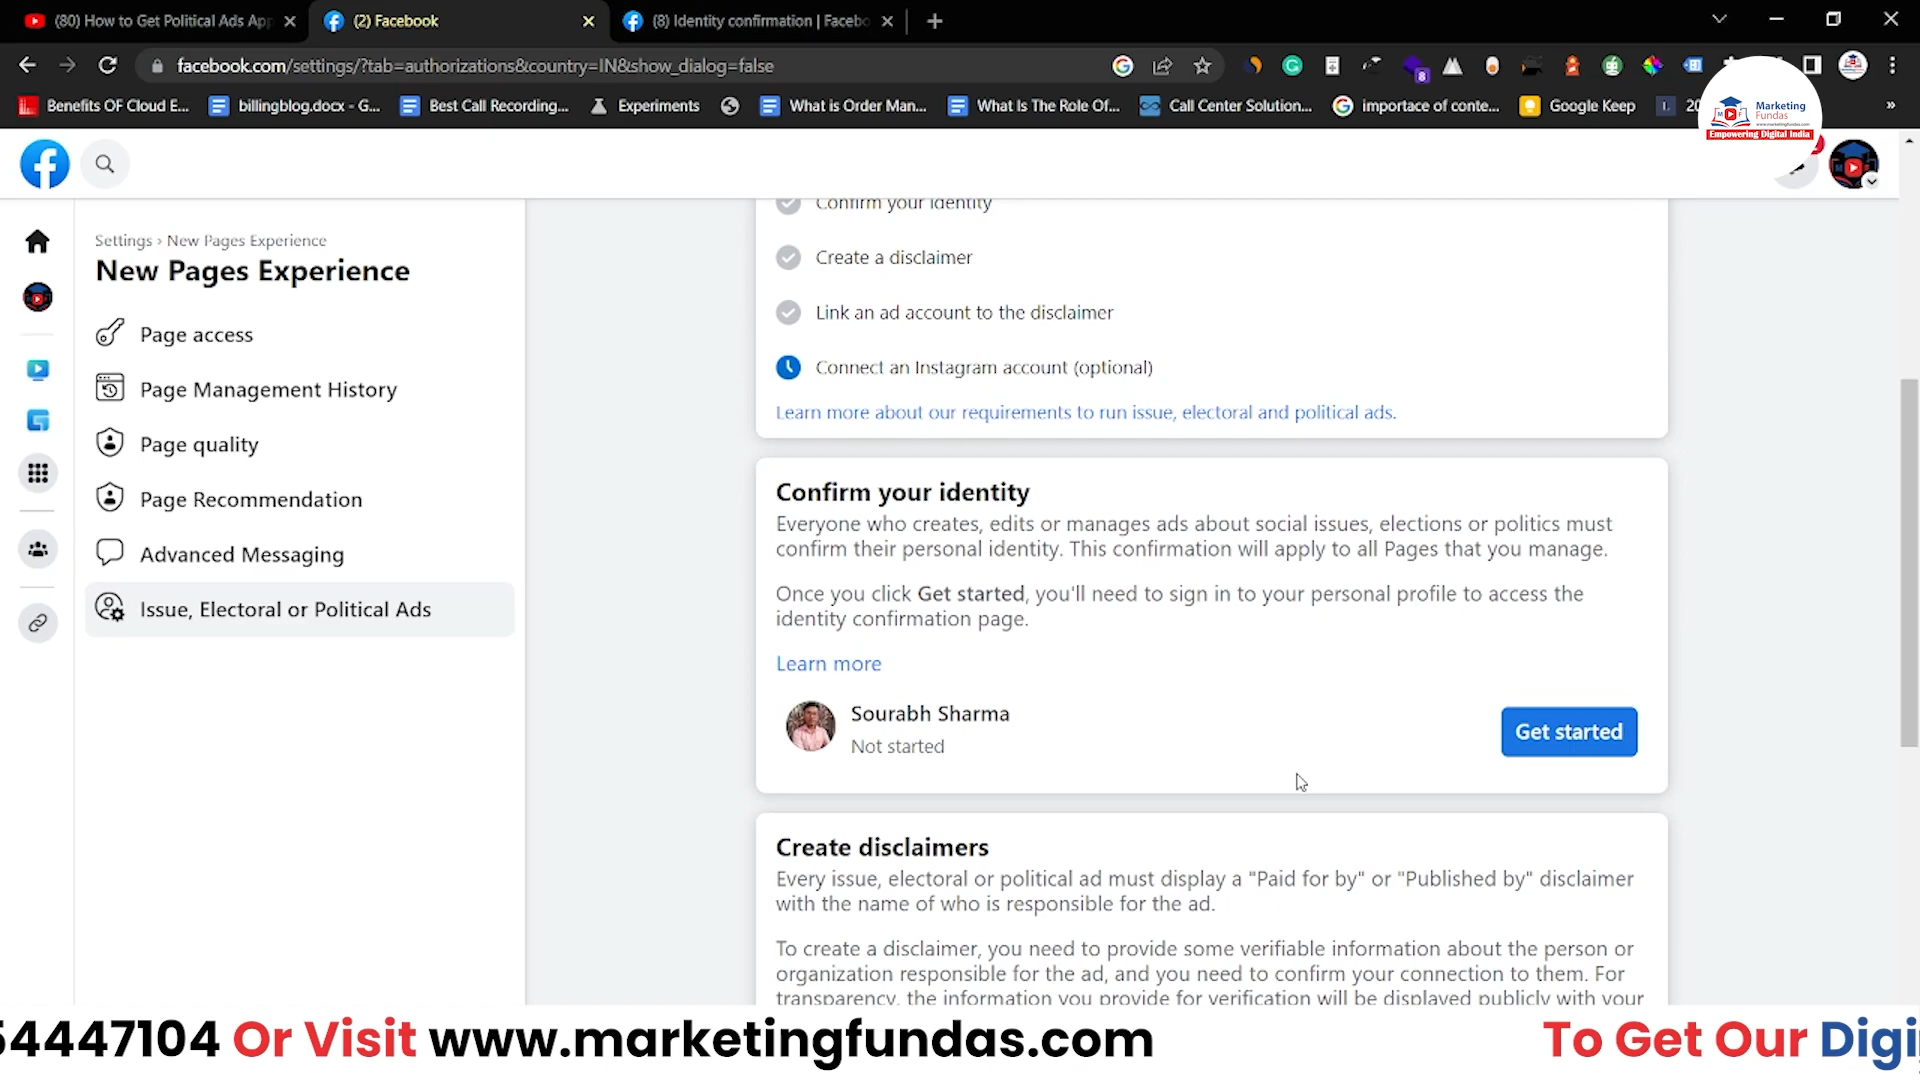 (80) How to Get Political Ads App
(2) Facebook
(8) Identity confirmation | Facebo
facebook.com/settings/?tab=authorizations&country=IN&show_dialog=false
8
Benefits OF Cloud E...
billingblog.docx - G...
Best Call Recording...
Experiments
What is Order Man...
What Is The Role Of...
Call Center Solution...
importace of conte...
Google Keep
20
Marketing
Fundas
www.marketingfundas.com
Empowering Digital India
Settings › New Pages Experience
New Pages Experience
Page access
Page Management History
Page quality
Page Recommendation
Advanced Messaging
Issue, Electoral or Political Ads
Confirm your identity
Create a disclaimer
Link an ad account to the disclaimer
Connect an Instagram account (optional)
Learn more about our requirements to run issue, electoral and political ads.
Confirm your identity
Everyone who creates, edits or manages ads about social issues, elections or politics must
confirm their personal identity. This confirmation will apply to all Pages that you manage.
Once you click Get started, you'll need to sign in to your personal profile to access the
identity confirmation page.
Learn more
Sourabh Sharma
Not started
Get started
Create disclaimers
Every issue, electoral or political ad must display a "Paid for by" or "Published by" disclaimer
with the name of who is responsible for the ad.
To create a disclaimer, you need to provide some verifiable information about the person or
organization responsible for the ad, and you need to confirm your connection to them. For
transparency, the information you provide for verification will be displayed publicly with your
54447104 Or Visit www.marketingfundas.com
To Get Our Digi